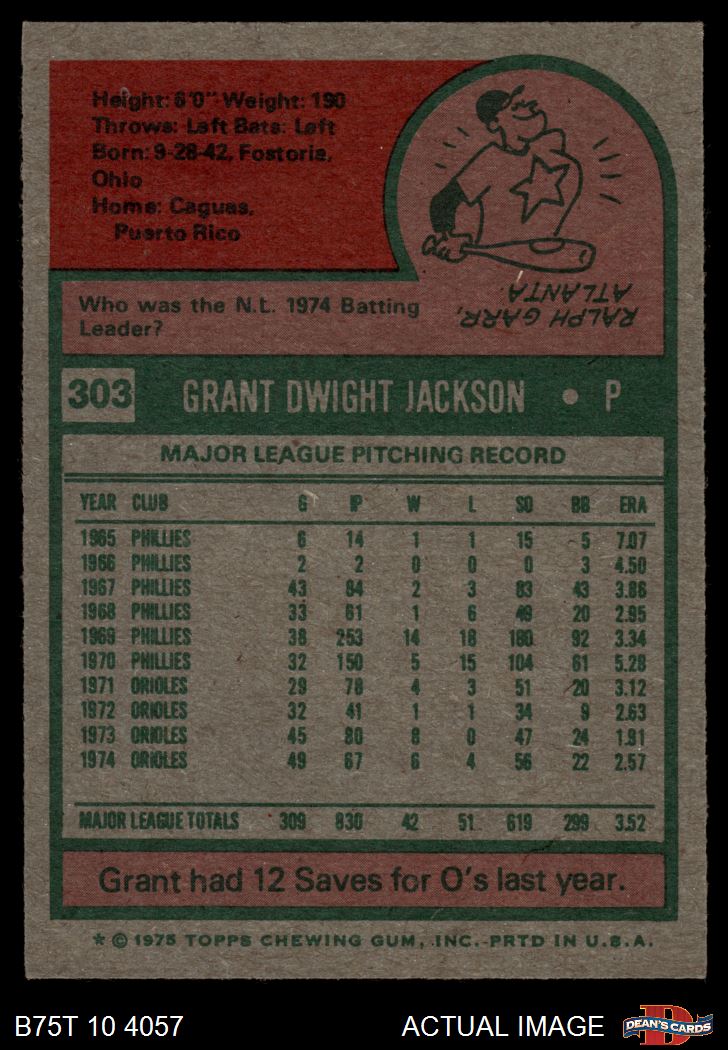 Height: 6'0" Weight: 190
Throws: Left Bats: Left
Born: 9-28-42, Fostoria,
Ohio
Home: Caguas,
Puerto Rico
Who was the N.L. 1974 Batting
Leader?
RALPH GARR,
ATLANTA.
303 GRANT DWIGHT JACKSON • P
MAJOR LEAGUE PITCHING RECORD
YEAR CLUB G IP W L SO BB ERA
1965 PHILLIES 6 14 1 1 15 5 7.07
1966 PHILLIES 2 2 0 0 0 3 4.50
1967 PHILLIES 43 84 2 3 83 43 3.86
1968 PHILLIES 33 61 1 6 49 20 2.95
1969 PHILLIES 38 253 14 18 180 92 3.34
1970 PHILLIES 32 150 5 15 104 61 5.28
1971 ORIOLES 29 78 4 3 51 20 3.12
1972 ORIOLES 32 41 1 1 34 9 2.63
1973 ORIOLES 45 80 8 0 47 24 1.91
1974 ORIOLES 49 67 6 4 56 22 2.57
MAJOR LEAGUE TOTALS 309 830 42 51 619 299 3.52
Grant had 12 Saves for O's last year.
* © 1975 TOPPS CHEWING GUM, INC. PRTD IN U.S.A.
B75T 10 4057 ACTUAL IMAGE
D
DEAN'S CARDS